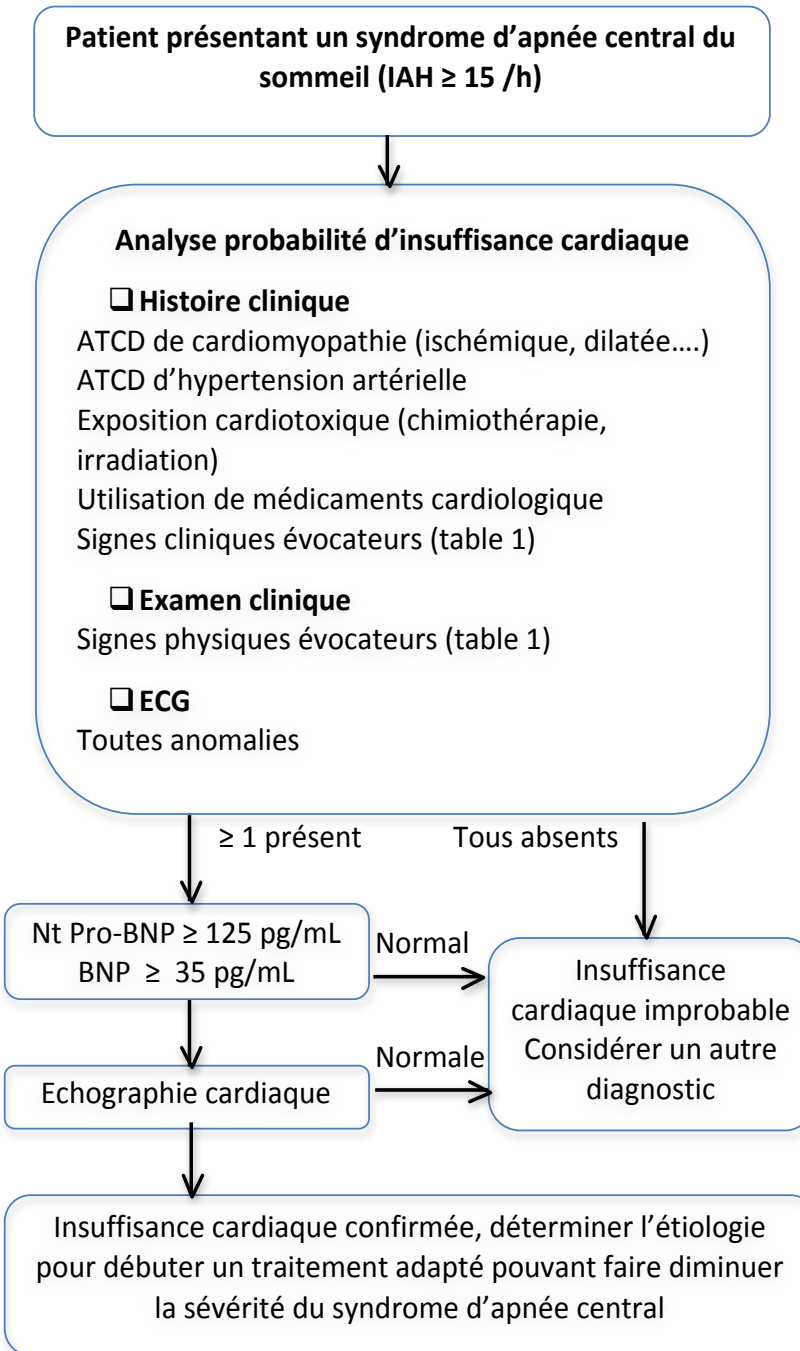 Patient présentant un syndrome d’apnée central du
sommeil (IAH ≥ 15 /h)
Analyse probabilité d’insuffisance cardiaque
❑ Histoire clinique
ATCD de cardiomyopathie (ischémique, dilatée….)
ATCD d’hypertension artérielle
Exposition cardiotoxique (chimiothérapie,
irradiation)
Utilisation de médicaments cardiologique
Signes cliniques évocateurs (table 1)
❑ Examen clinique
Signes physiques évocateurs (table 1)
❑ ECG
Toutes anomalies
≥ 1 présent
Tous absents
Nt Pro-BNP ≥ 125 pg/mL
BNP ≥ 35 pg/mL
Normal
Insuffisance
cardiaque improbable
Considérer un autre
diagnostic
Echographie cardiaque
Normale
Insuffisance cardiaque confirmée, déterminer l’étiologie
pour débuter un traitement adapté pouvant faire diminuer
la sévérité du syndrome d’apnée central